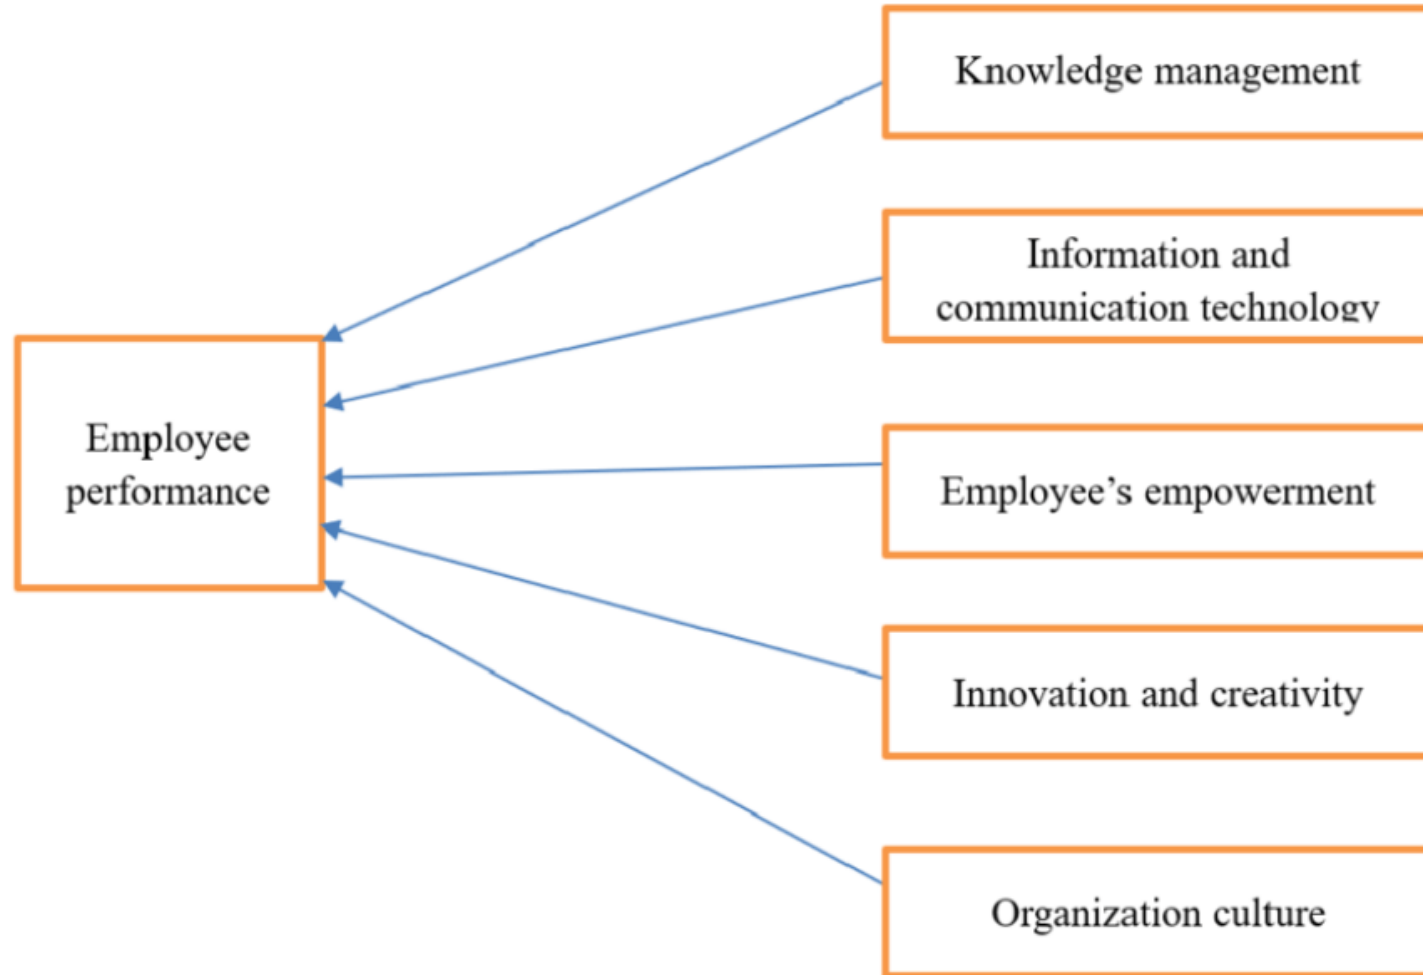 Knowledge management
Information and
communication technology
Employee
performance
Employee’s empowerment
Innovation and creativity
Organization culture